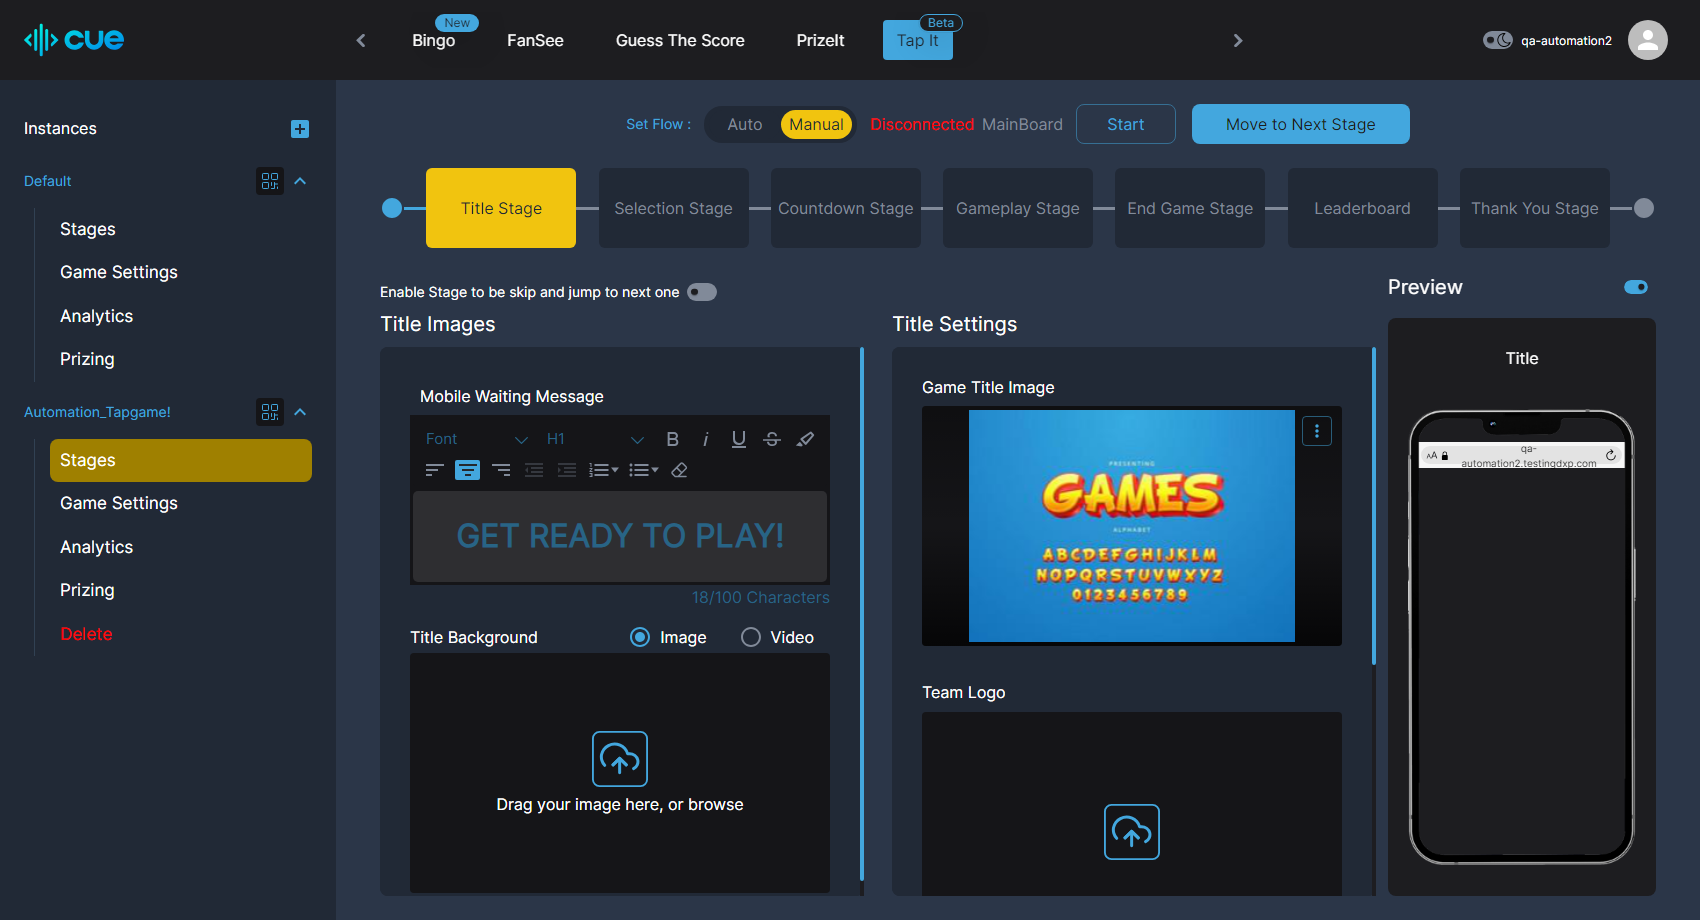 cue
New
Bingo
FanSee
Guess The Score
PrizeIt
Beta
Tap It
qa-automation2
Instances
Default
Stages
Game Settings
Analytics
Prizing
Automation_Tapgame!
Stages
Game Settings
Analytics
Prizing
Delete
Set Flow :
Auto
Manual
Disconnected MainBoard
Start
Move to Next Stage
Title Stage
Selection Stage
Countdown Stage
Gameplay Stage
End Game Stage
Leaderboard
Thank You Stage
Enable Stage to be skip and jump to next one
Title Images
Mobile Waiting Message
Font
H1
B i U S
GET READY TO PLAY!
18/100 Characters
Title Background
Image
Video
Drag your image here, or browse
Title Settings
Game Title Image
PRESENTING
GAMES
ALPHABET
ABCDEFGHIJKLM
NOPQRSTUVWXYZ
0123456789
Team Logo
Preview
Title
AA
qa-
automation2.testingdxp.com